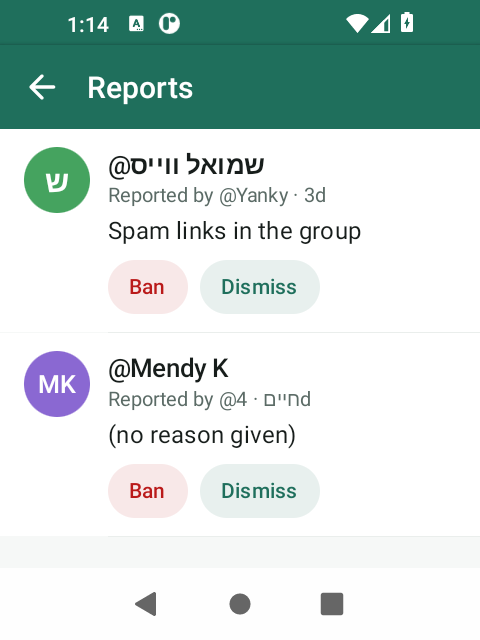 1:14
Reports
@שמואל ווייס
Reported by @Yanky · 3d
Spam links in the group
Ban
Dismiss
MK
@Mendy K
Reported by @4 · חיים‎d
(no reason given)
Ban
Dismiss
ש